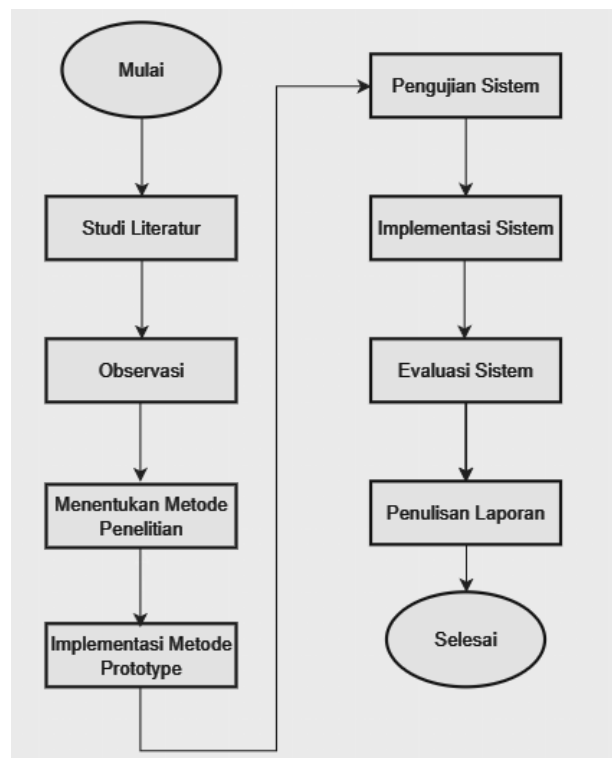 Mulai
Studi Literatur
Observasi
Menentukan Metode
Penelitian
Implementasi Metode
Prototype
Pengujian Sistem
Implementasi Sistem
Evaluasi Sistem
Penulisan Laporan
Selesai